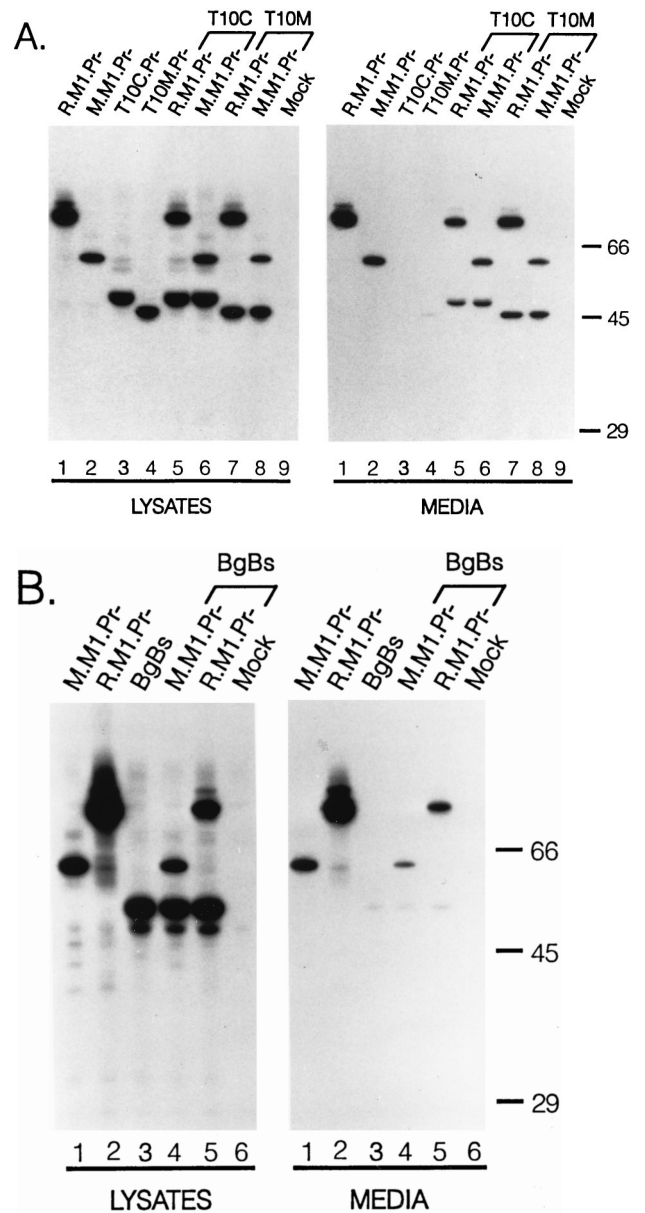 A.
T10C T10M T10C T10M
R.M1.Pr- M.M1.Pr- T10C.Pr- T10M.Pr- R.M1.Pr- M.M1.Pr- R.M1.Pr- M.M1.Pr- Mock R.M1.Pr- M.M1.Pr- T10C.Pr- T10M.Pr- R.M1.Pr- M.M1.Pr- R.M1.Pr- M.M1.Pr- Mock
66
45
29
1 2 3 4 5 6 7 8 9 1 2 3 4 5 6 7 8 9
LYSATES MEDIA
B.
BgBs BgBs
M.M1.Pr- R.M1.Pr- BgBs M.M1.Pr- R.M1.Pr- Mock M.M1.Pr- R.M1.Pr- BgBs M.M1.Pr- R.M1.Pr- Mock
66
45
29
1 2 3 4 5 6 1 2 3 4 5 6
LYSATES MEDIA